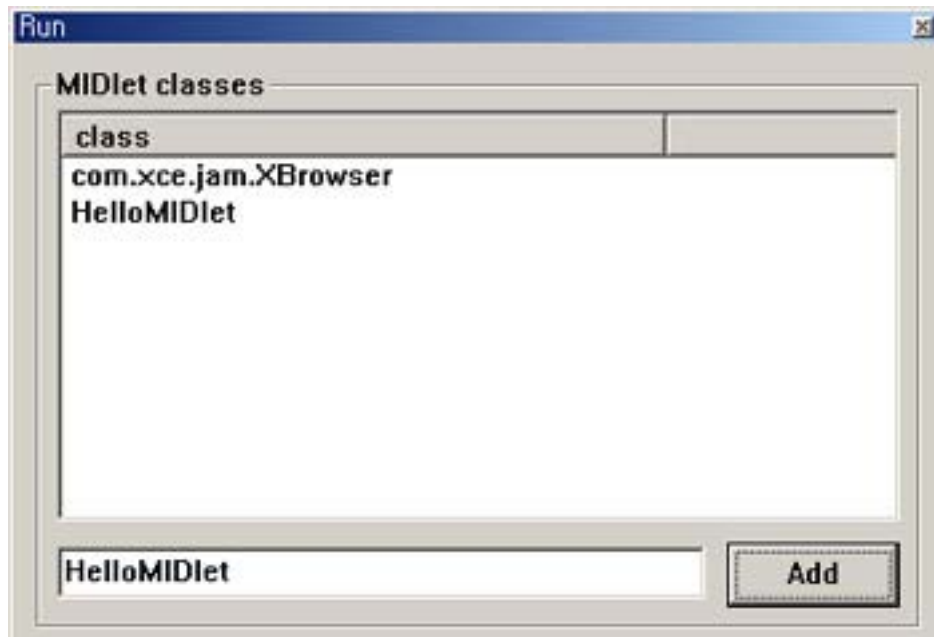 Run
MIDlet classes
class
com.xce.jam.XBrowser
HelloMIDlet
HelloMIDlet
Add